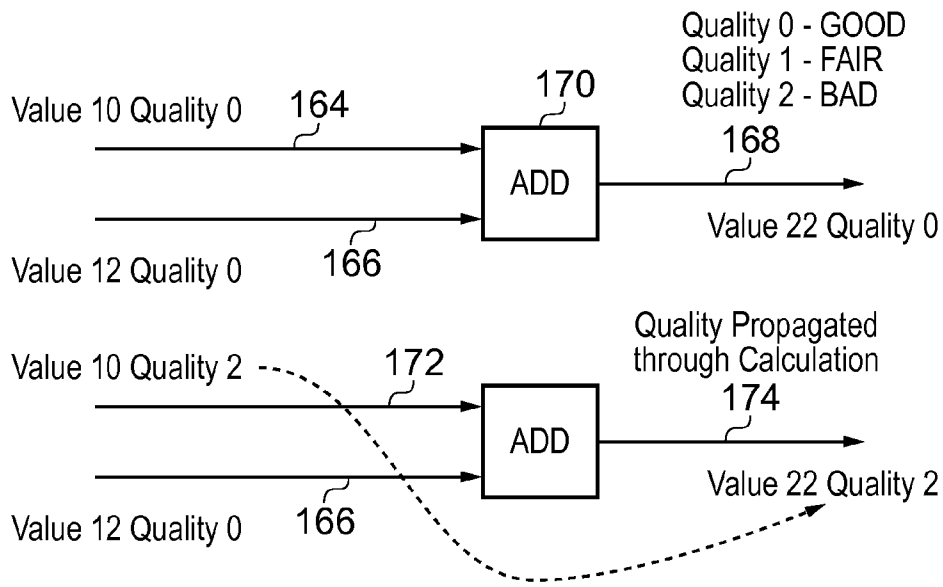 Quality 0 - GOOD
Quality 1 - FAIR
Quality 2 - BAD
Value 10 Quality 0
164
170
ADD
168
Value 22 Quality 0
166
Value 12 Quality 0
Quality Propagated
through Calculation
Value 10 Quality 2
172
174
ADD
Value 22 Quality 2
166
Value 12 Quality 0